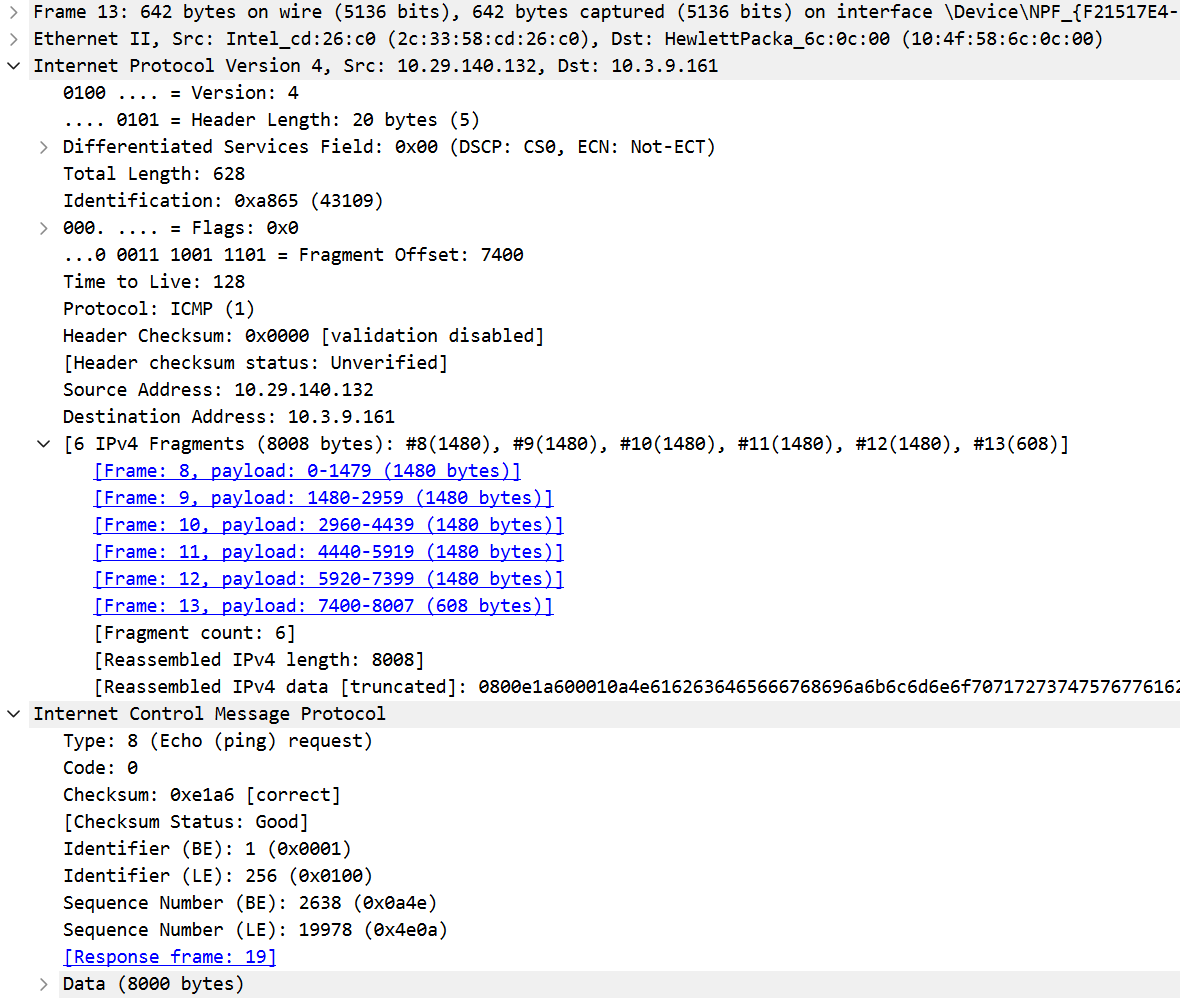 Frame 13: 642 bytes on wire (5136 bits), 642 bytes captured (5136 bits) on interface \Device\NPF_{F21517E4-
Ethernet II, Src: Intel_cd:26:c0 (2c:33:58:cd:26:c0), Dst: HewlettPacka_6c:0c:00 (10:4f:58:6c:0c:00)
Internet Protocol Version 4, Src: 10.29.140.132, Dst: 10.3.9.161
0100 .... = Version: 4
.... 0101 = Header Length: 20 bytes (5)
Differentiated Services Field: 0x00 (DSCP: CS0, ECN: Not-ECT)
Total Length: 628
Identification: 0xa865 (43109)
000. .... = Flags: 0x0
...0 0011 1001 1101 = Fragment Offset: 7400
Time to Live: 128
Protocol: ICMP (1)
Header Checksum: 0x0000 [validation disabled]
[Header checksum status: Unverified]
Source Address: 10.29.140.132
Destination Address: 10.3.9.161
[6 IPv4 Fragments (8008 bytes): #8(1480), #9(1480), #10(1480), #11(1480), #12(1480), #13(608)]
[Frame: 8, payload: 0-1479 (1480 bytes)]
[Frame: 9, payload: 1480-2959 (1480 bytes)]
[Frame: 10, payload: 2960-4439 (1480 bytes)]
[Frame: 11, payload: 4440-5919 (1480 bytes)]
[Frame: 12, payload: 5920-7399 (1480 bytes)]
[Frame: 13, payload: 7400-8007 (608 bytes)]
[Fragment count: 6]
[Reassembled IPv4 length: 8008]
[Reassembled IPv4 data [truncated]: 0800e1a600010a4e6162636465666768696a6b6c6d6e6f70717273747576776162
Internet Control Message Protocol
Type: 8 (Echo (ping) request)
Code: 0
Checksum: 0xe1a6 [correct]
[Checksum Status: Good]
Identifier (BE): 1 (0x0001)
Identifier (LE): 256 (0x0100)
Sequence Number (BE): 2638 (0x0a4e)
Sequence Number (LE): 19978 (0x4e0a)
[Response frame: 19]
Data (8000 bytes)